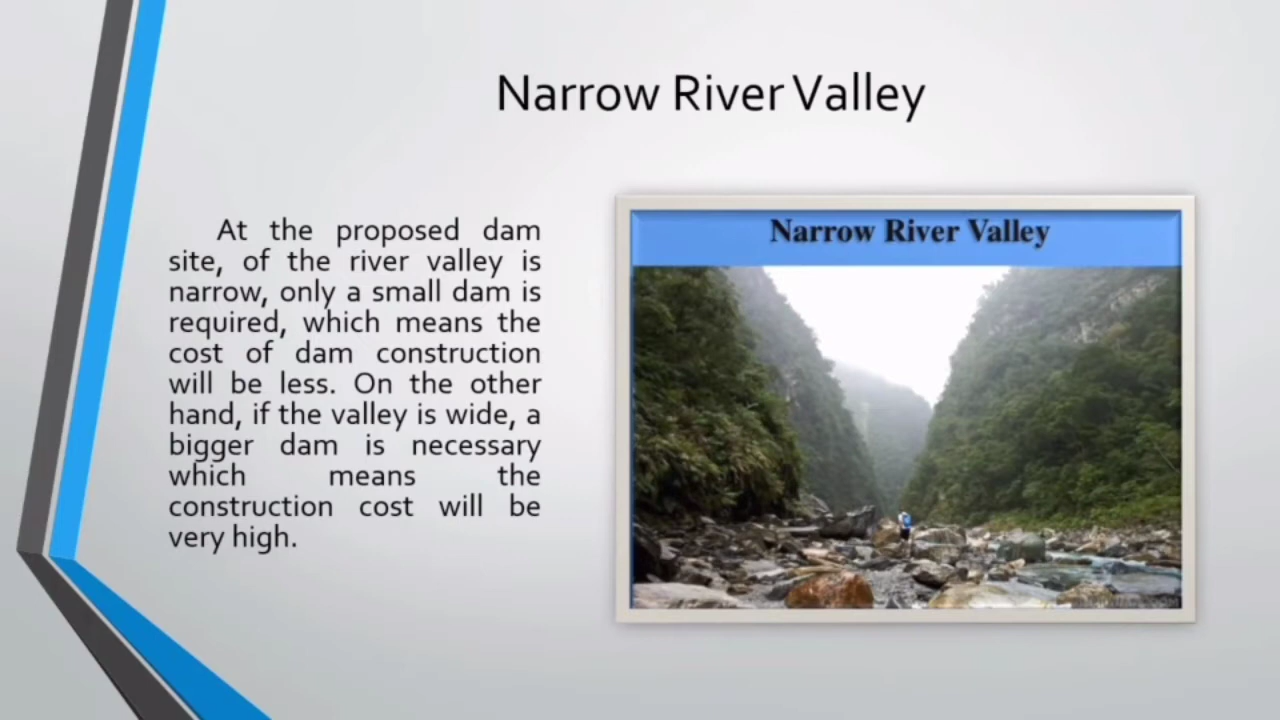 Narrow River Valley
At the proposed dam
site, of the river valley is
narrow, only a small dam is
required, which means the
cost of dam construction
will be less. On the other
hand, if the valley is wide, a
bigger dam is necessary
which means the
construction cost will be
very high.
Narrow River Valley